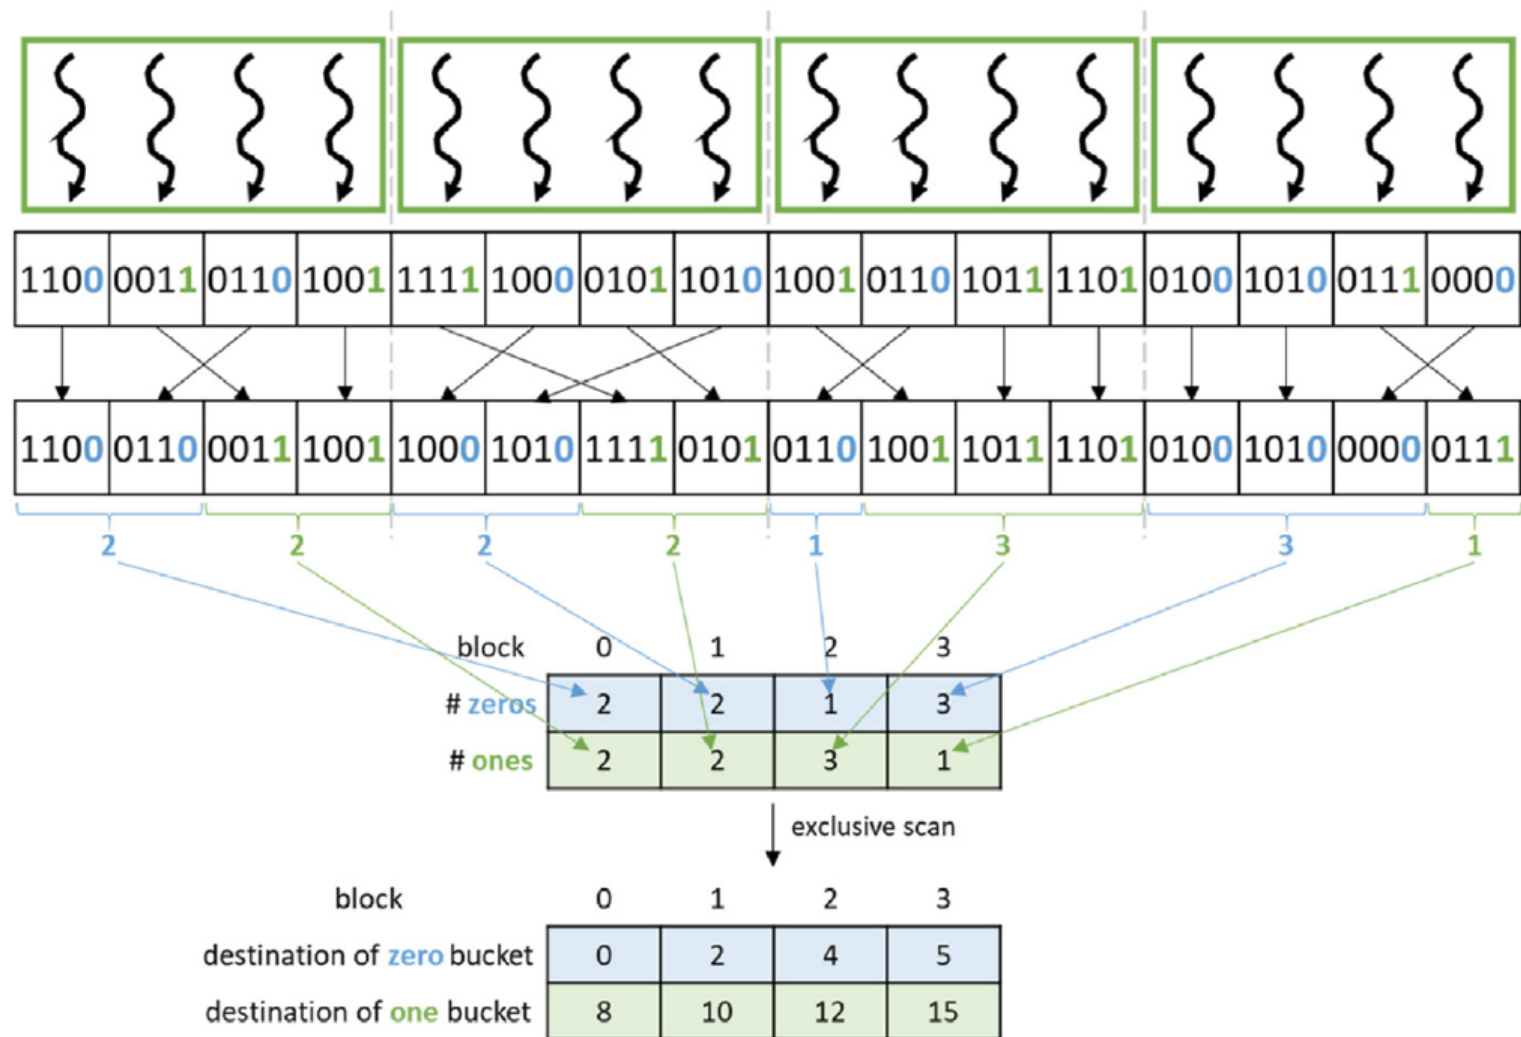 1100 0011 0110 1001 1111 1000 0101 1010 1001 0110 1011 1101 0100 1010 0111 0000
1100 0110 0011 1001 1000 1010 1111 0101 0110 1001 1011 1101 0100 1010 0000 0111
2 2 2 2 1 3 3 1
block 0 1 2 3
# zeros 2 2 1 3
# ones 2 2 3 1
exclusive scan
block 0 1 2 3
destination of zero bucket 0 2 4 5
destination of one bucket 8 10 12 15